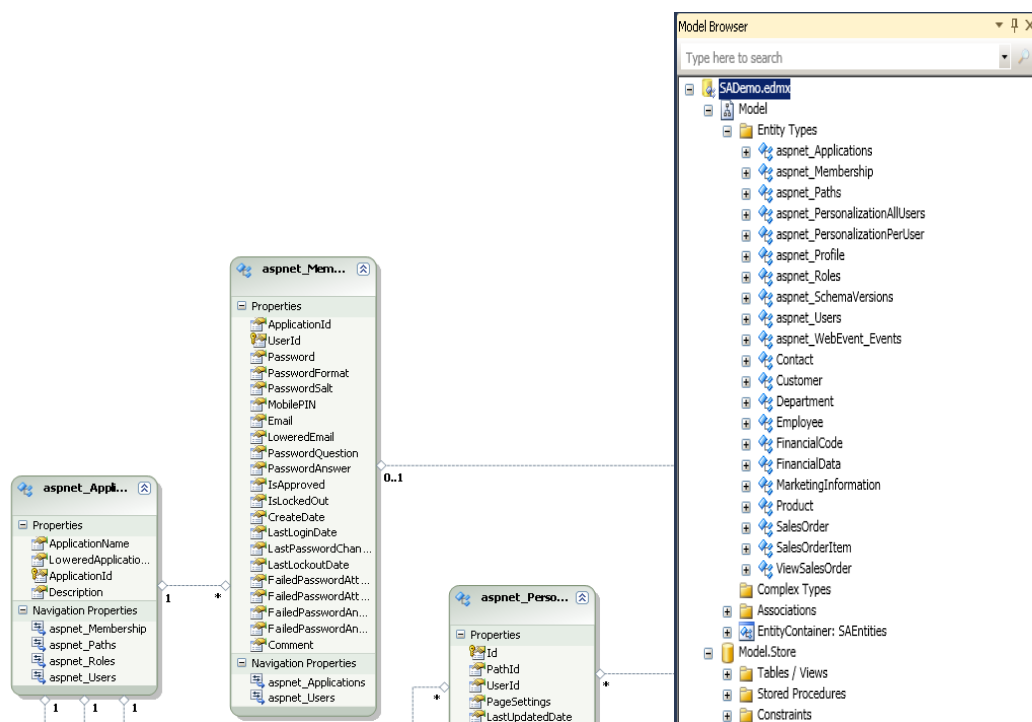 aspnet_Mem...
Properties
ApplicationId
UserId
Password
PasswordFormat
PasswordSalt
MobilePIN
Email
LoweredEmail
PasswordQuestion
PasswordAnswer
IsApproved
IsLockedOut
CreateDate
LastLoginDate
LastPasswordChan...
LastLockoutDate
FailedPasswordAtt...
FailedPasswordAtt...
FailedPasswordAn...
FailedPasswordAn...
Comment
Navigation Properties
aspnet_Applications
aspnet_Users
0..1
aspnet_Appli...
Properties
ApplicationName
LoweredApplicatio...
ApplicationId
Description
Navigation Properties
aspnet_Membership
aspnet_Paths
aspnet_Roles
aspnet_Users
1
*
1
1
1
aspnet_Perso...
Properties
Id
PathId
UserId
PageSettings
LastUpdatedDate
*
*
Model Browser
Type here to search
SADemo.edmx
Model
Entity Types
aspnet_Applications
aspnet_Membership
aspnet_Paths
aspnet_PersonalizationAllUsers
aspnet_PersonalizationPerUser
aspnet_Profile
aspnet_Roles
aspnet_SchemaVersions
aspnet_Users
aspnet_WebEvent_Events
Contact
Customer
Department
Employee
FinancialCode
FinancialData
MarketingInformation
Product
SalesOrder
SalesOrderItem
ViewSalesOrder
Complex Types
Associations
EntityContainer: SAEntities
Model.Store
Tables / Views
Stored Procedures
Constraints